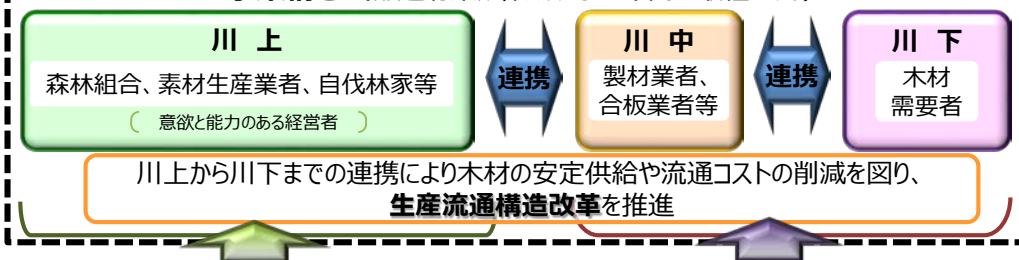 川上
連携
川中
連携
川下
森林組合、素材生産業者、自伐林家等
（ 意欲と能力のある経営者 ）
製材業者、
合板業者等
木材
需要者
川上から川下までの連携により木材の安定供給や流通コストの削減を図り、
生産流通構造改革を推進